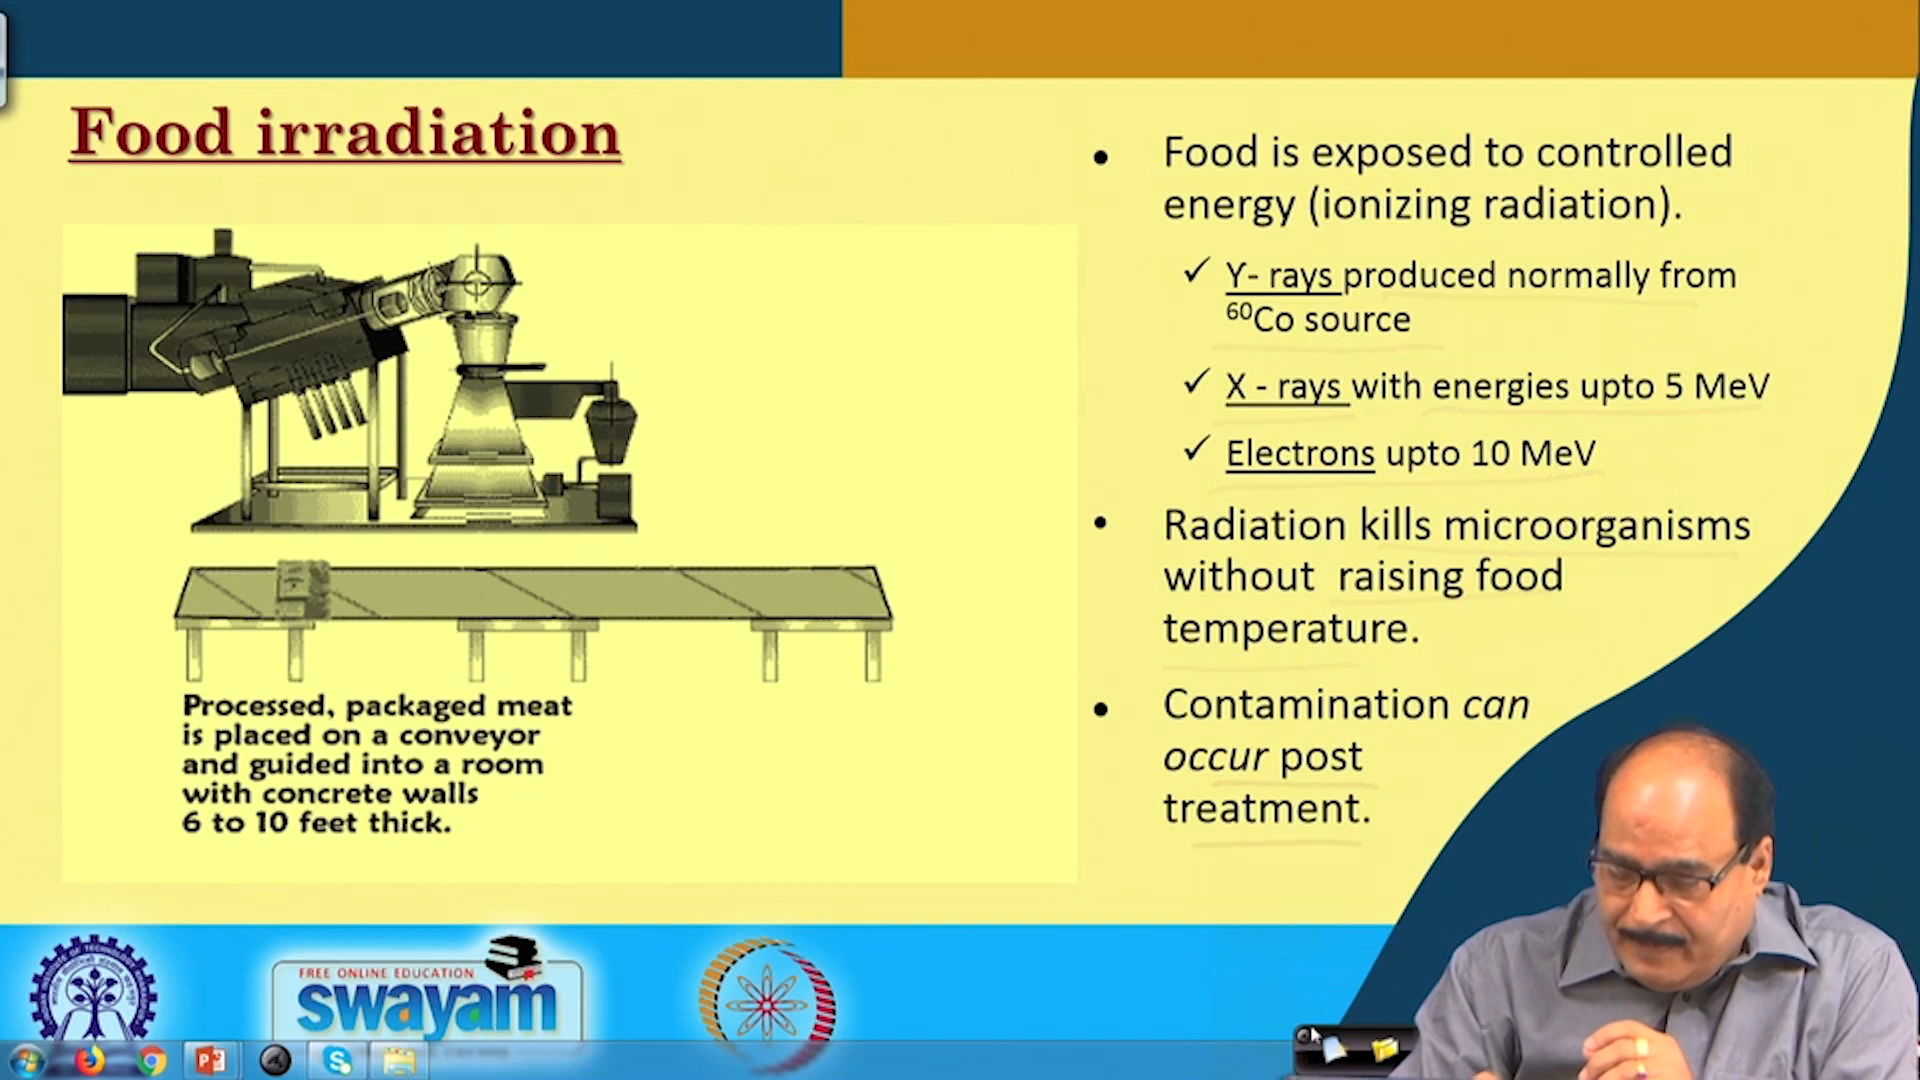 Food irradiation
• Food is exposed to controlled
energy (ionizing radiation).
✓ Y- rays produced normally from
⁶⁰Co source
✓ X - rays with energies upto 5 MeV
✓ Electrons upto 10 MeV
• Radiation kills microorganisms
without raising food
temperature.
• Contamination can
occur post
treatment.
Processed, packaged meat
is placed on a conveyor
and guided into a room
with concrete walls
6 to 10 feet thick.
FREE ONLINE EDUCATION
swayam